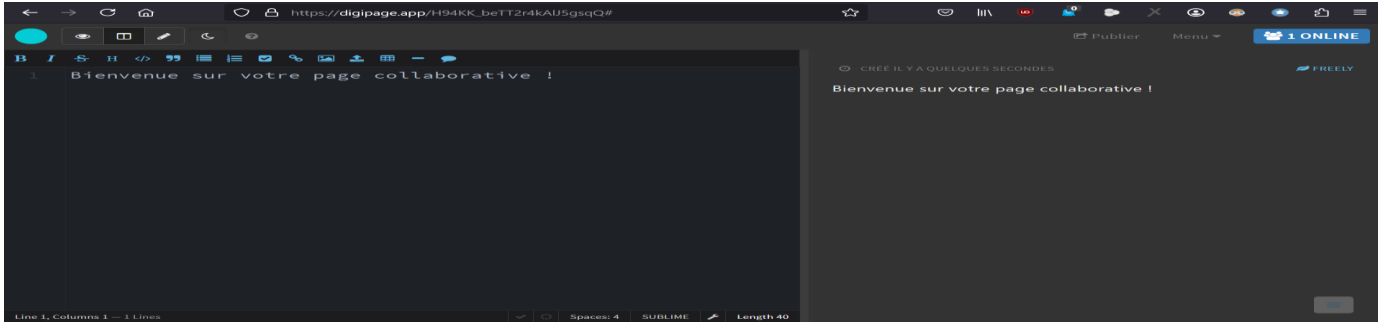 https://digipage.app/H94KK_beTT2r4kAlJ5gsqQ#
Publier Menu 1 ONLINE
B I S H </> 99
1 Bienvenue sur votre page collaborative !
CRÉÉ IL Y A QUELQUES SECONDES FREELY
Bienvenue sur votre page collaborative !
Line 1, Columns 1 — 1 Lines Spaces: 4 SUBLIME Length 40